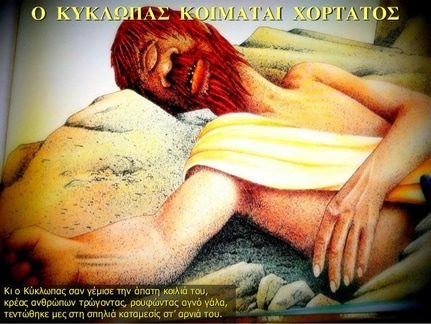 Ο ΚΥΚΛΩΠΑΣ ΚΟΙΜΑΤΑΙ ΧΟΡΤΑΤΟΣ
Κι ο Κύκλωπας σαν γέμισε την άπατη κοιλιά του,
κρέας ανθρώπων τρώγοντας, ρουφώντας αγνό γάλα,
τεντώθηκε μες στη σπηλιά καταμεσίς στ' αρνιά του.